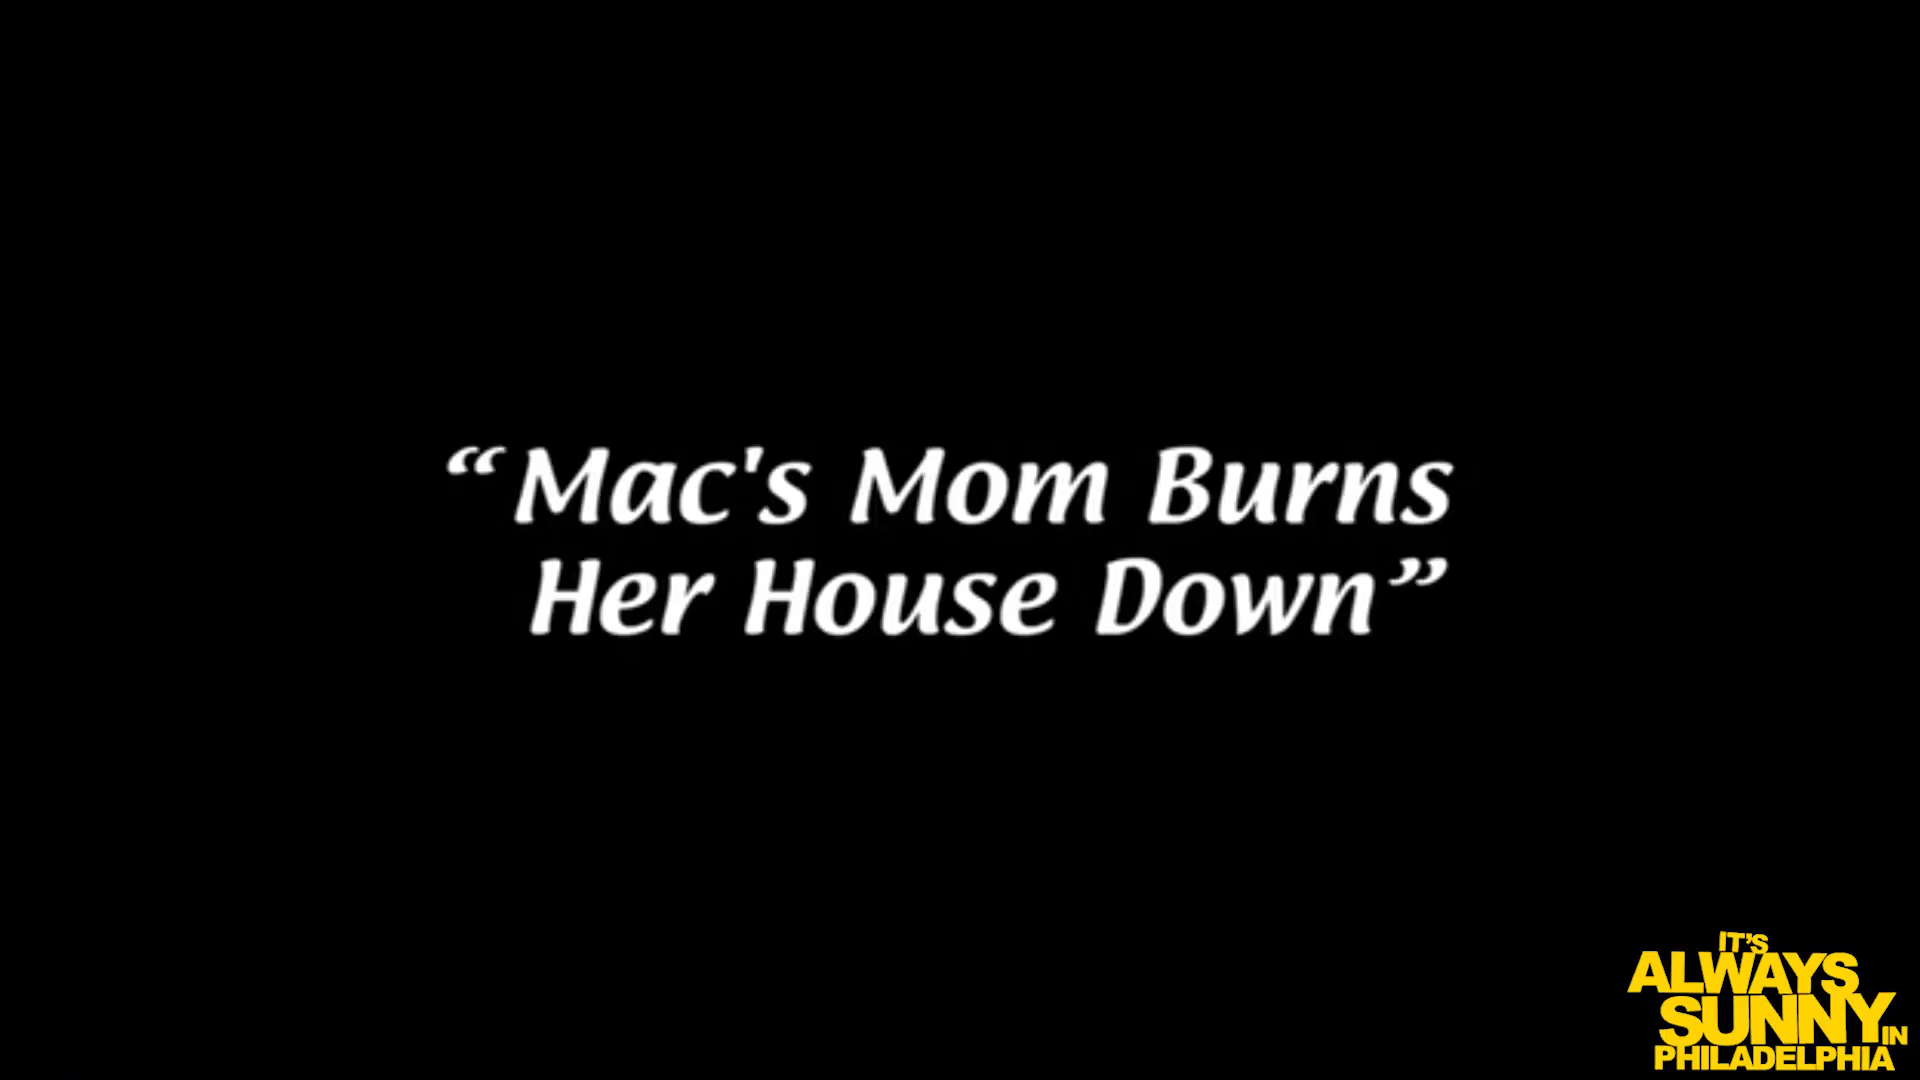 “Mac's Mom Burns
Her House Down”
IT'S
ALWAYS
SUNNY IN
PHILADELPHIA